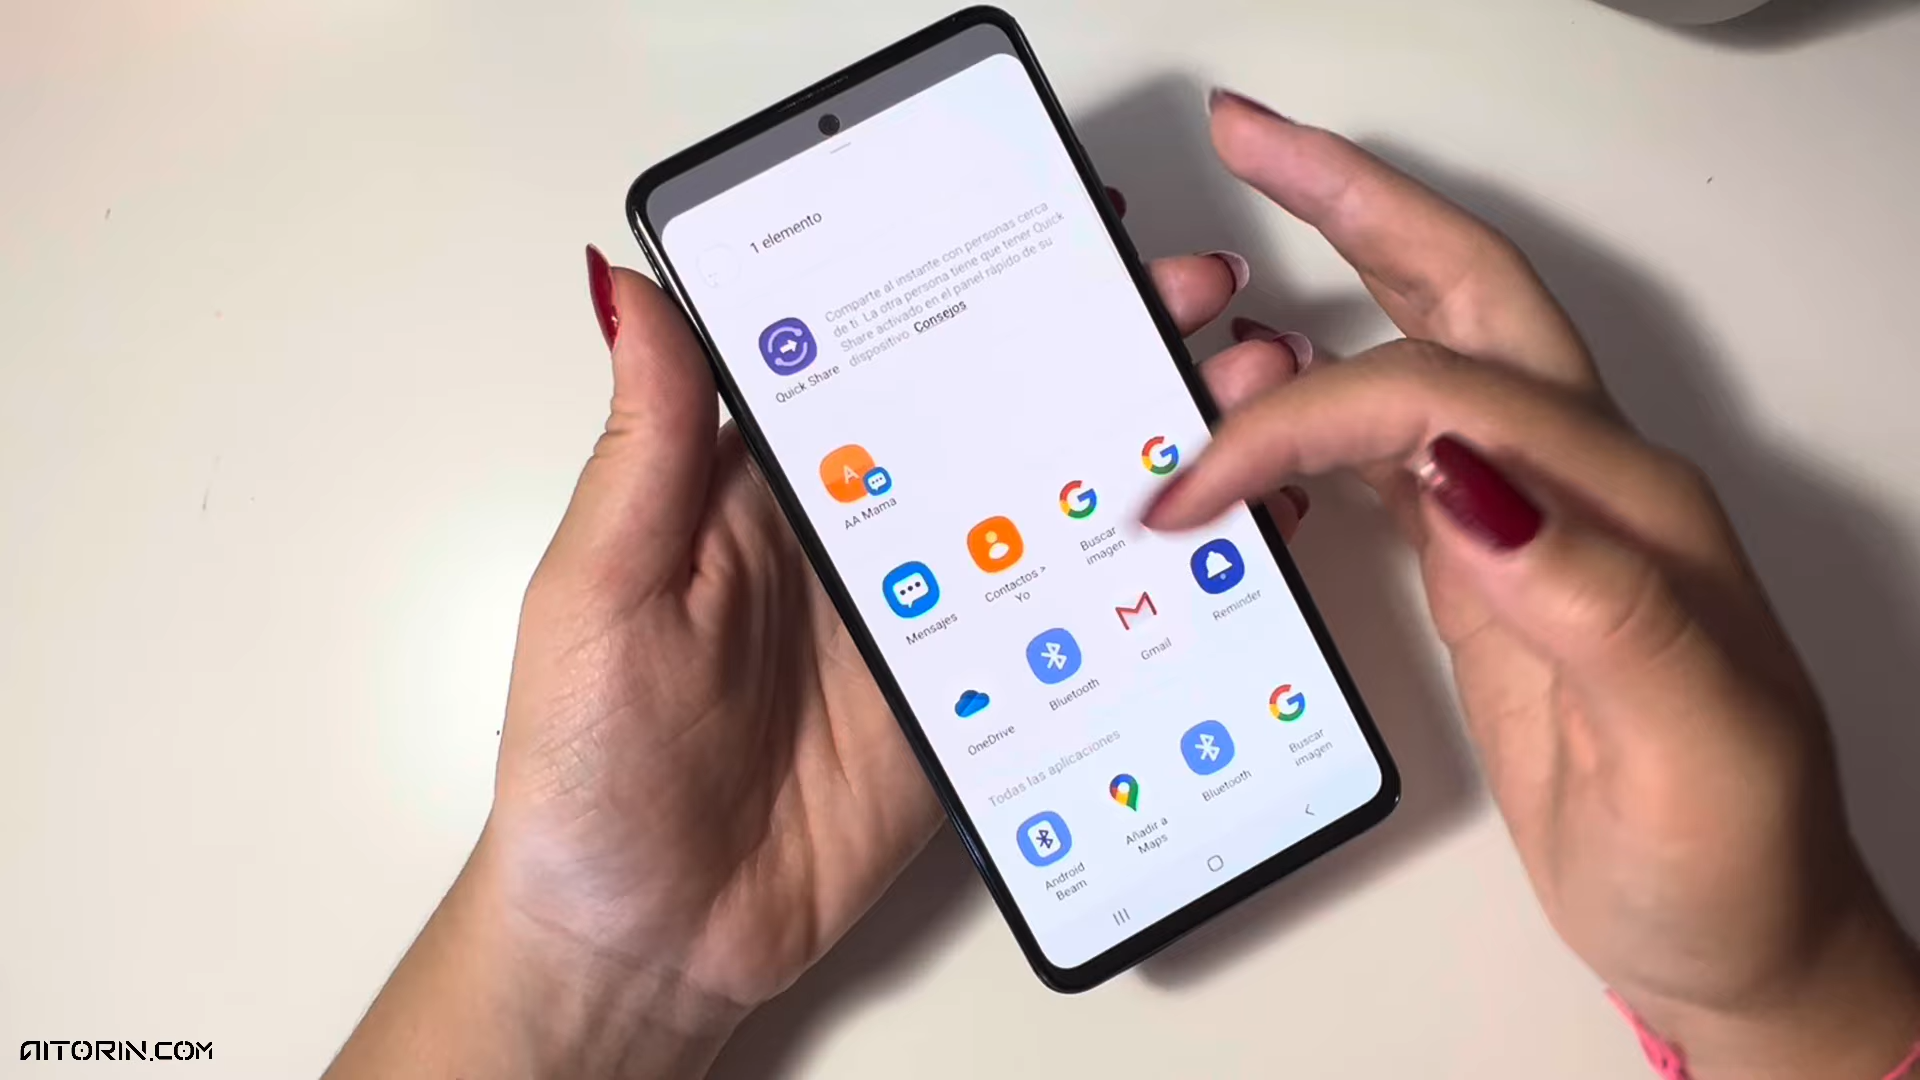 1 elemento
Comparte al instante con personas cerca
de ti. La otra persona tiene que tener Quick
Share activado en el panel rápido de su
dispositivo. Consejos
Quick Share
A
AA Mama
Mensajes
Contactos >
Yo
Buscar
imagen
OneDrive
Bluetooth
Gmail
Reminder
Todas las aplicaciones
Android
Beam
Añadir a
Maps
Bluetooth
Buscar
imagen
AITORIN.COM